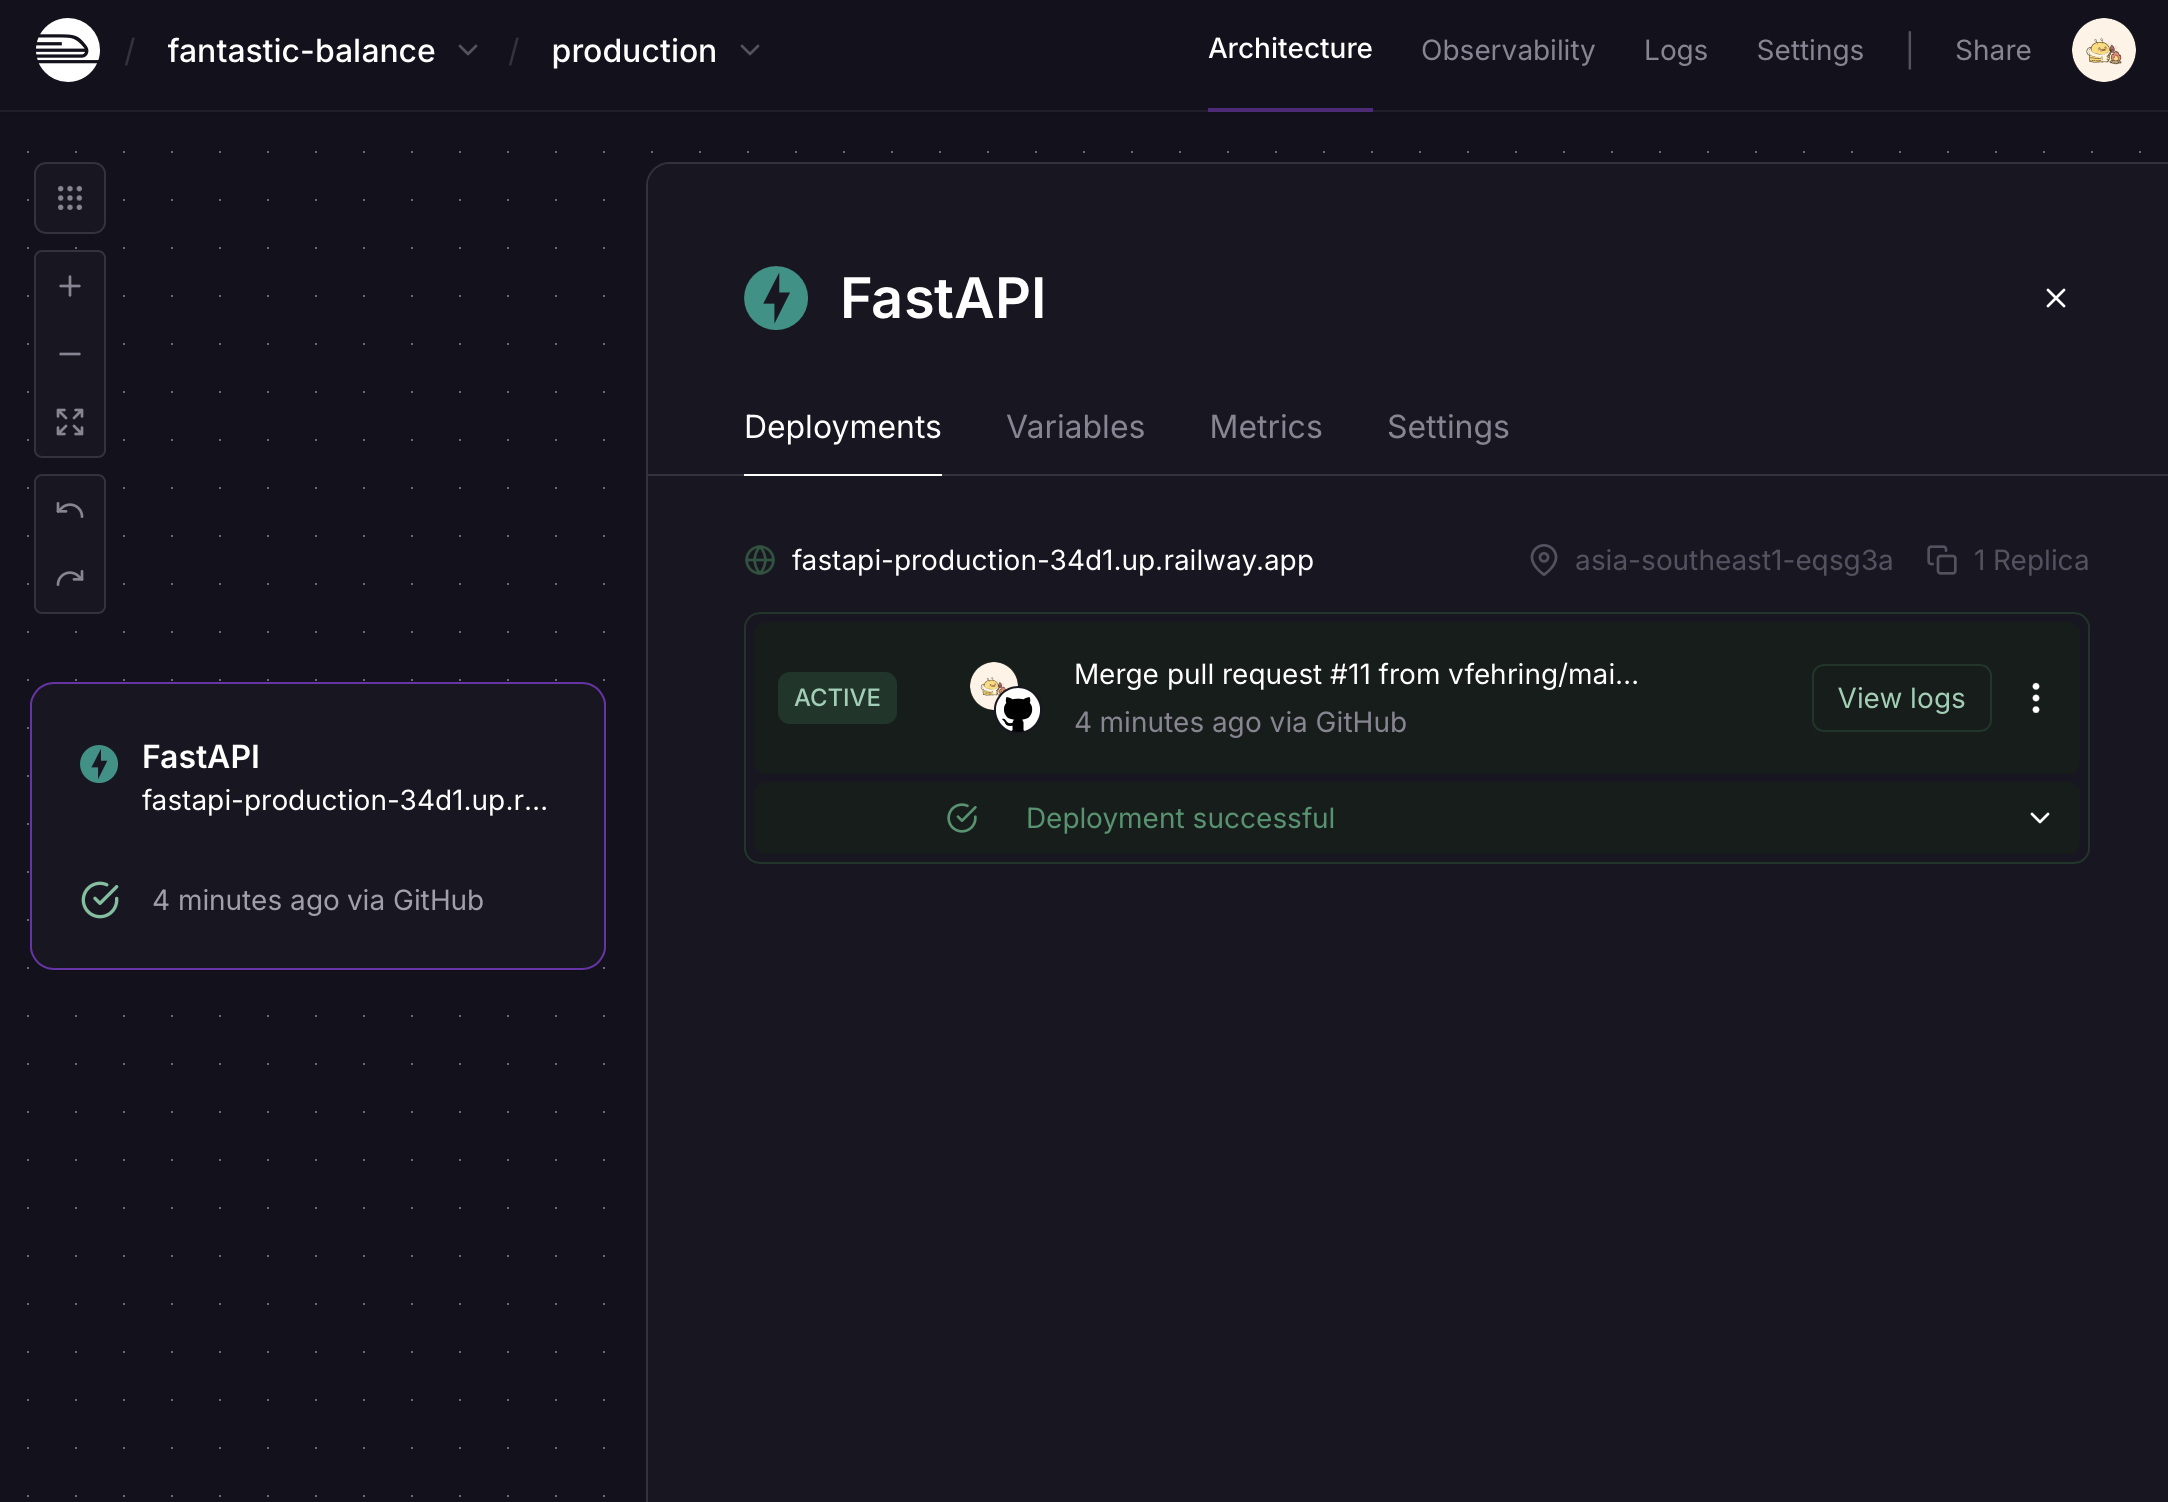 / fantastic-balance / production
Architecture Observability Logs Settings | Share
FastAPI
Deployments Variables Metrics Settings
fastapi-production-34d1.up.railway.app asia-southeast1-eqsg3a 1 Replica
ACTIVE
Merge pull request #11 from vfehring/mai...
4 minutes ago via GitHub
View logs
Deployment successful
FastAPI
fastapi-production-34d1.up.r...
4 minutes ago via GitHub